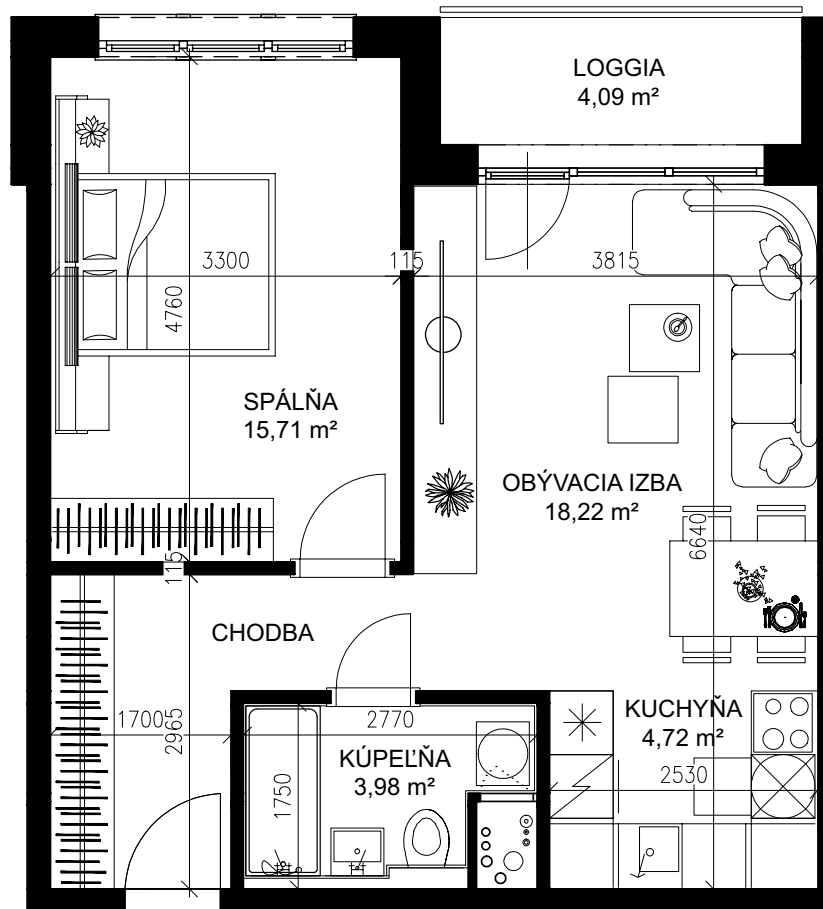 LOGGIA
4,09 m²
3300
115
3815
4760
SPÁLŇA
15,71 m²
OBÝVACIA IZBA
18,22 m²
6640
115
CHODBA
1700
2965
2770
KUCHYŇA
4,72 m²
KÚPEĽŇA
3,98 m²
2530
1750